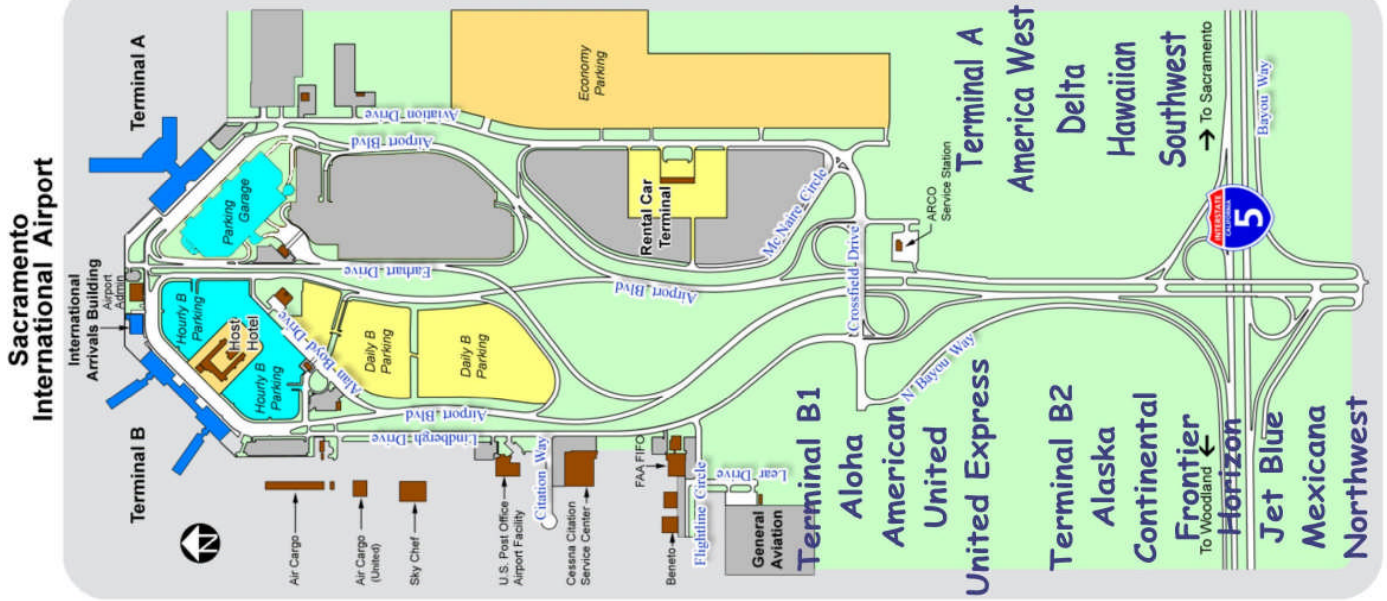 Sacramento
International Airport
Terminal B
International
Arrivals Building
Airport
Admin
Terminal A
Hourly B
Parking
Host
Hotel
Hourly B
Parking
Parking
Garage
Alan Boyd Drive
Earhart Drive
Airport Blvd
Aviation Drive
Daily B
Parking
Daily B
Parking
Economy
Parking
Airport Blvd
Lindbergh Drive
N
Air Cargo
Air Cargo
(United)
Sky Chef
U.S. Post Office
Airport Facility
Citation Way
Cessna Citation
Service Center
FAA FIFO
Beneto
Flightline Circle
Lear
Drive
General
Aviation
Rental Car
Terminal
Airport Blvd
Mc Naire Circle
Crossfield Drive
ARCO
Service Station
N Bayou Way
Terminal B1
Aloha
American
United
United Express
Terminal B2
Alaska
Continental
Frontier
To Woodland
Horizon
Jet Blue
Mexicana
Northwest
Terminal A
America West
Delta
Hawaiian
Southwest
To Sacramento
INTERSTATE
CALIFORNIA
5
Bayou Way